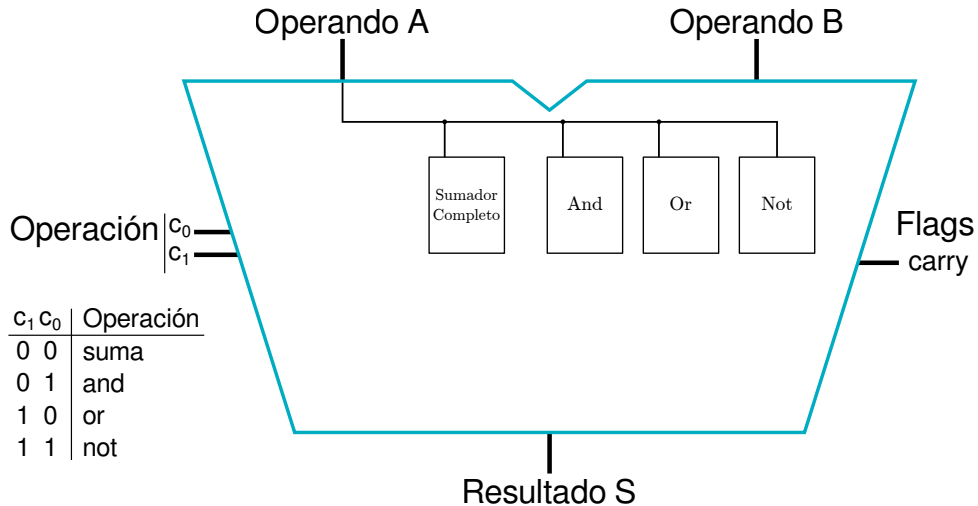 Operando A
Operando B
Sumador
Completo
And
Or
Not
Operación
c0
c1
Flags
carry
c1 c0 Operación
0 0 suma
0 1 and
1 0 or
1 1 not
Resultado S